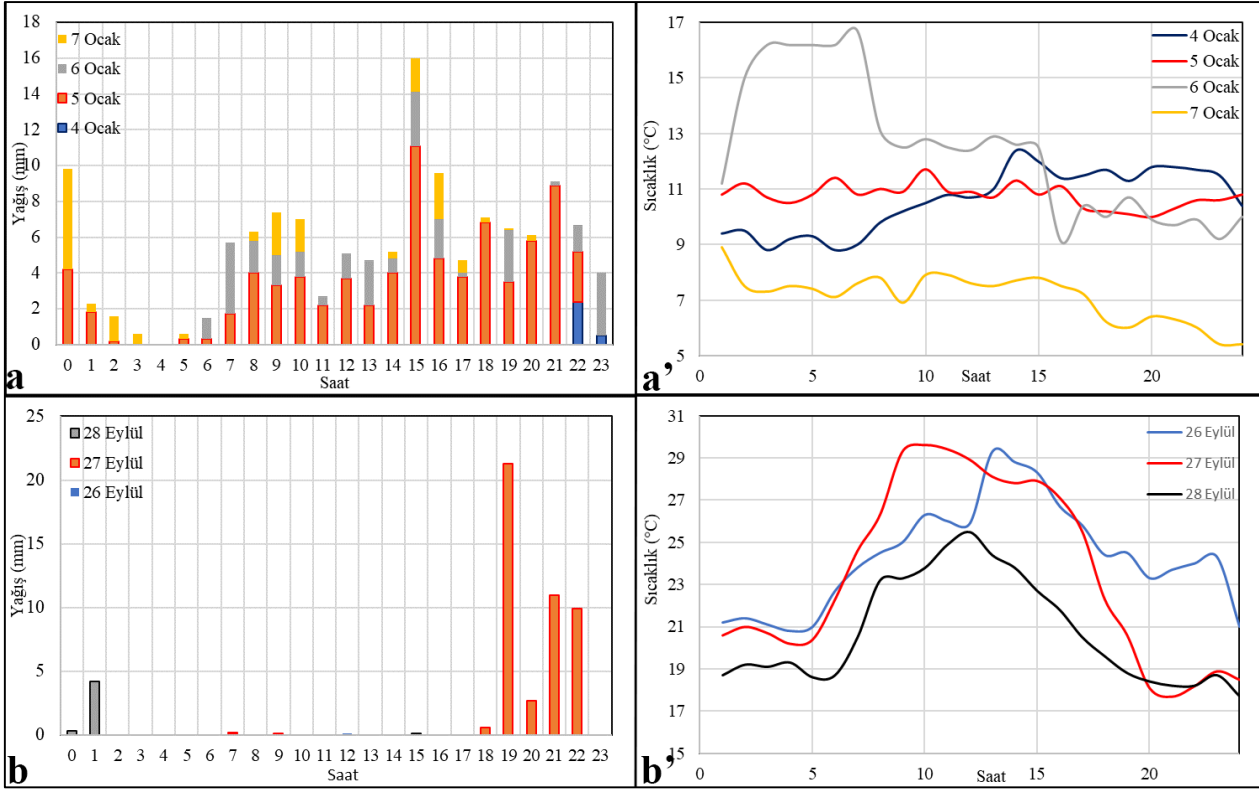 18
16
14
12
10
8
6
4
2
0
Yağış (mm)
7 Ocak
6 Ocak
5 Ocak
4 Ocak
0 1 2 3 4 5 6 7 8 9 10 11 12 13 14 15 16 17 18 19 20 21 22 23
Saat
a
17
15
13
11
9
7
5
Sıcaklık (°C)
4 Ocak
5 Ocak
6 Ocak
7 Ocak
0 5 10 Saat 15 20
a’
25
20
15
10
5
0
Yağış (mm)
28 Eylül
27 Eylül
26 Eylül
0 1 2 3 4 5 6 7 8 9 10 11 12 13 14 15 16 17 18 19 20 21 22 23
Saat
b
31
29
27
25
23
21
19
17
15
Sıcaklık (°C)
26 Eylül
27 Eylül
28 Eylül
0 5 10 Saat 15 20
b’